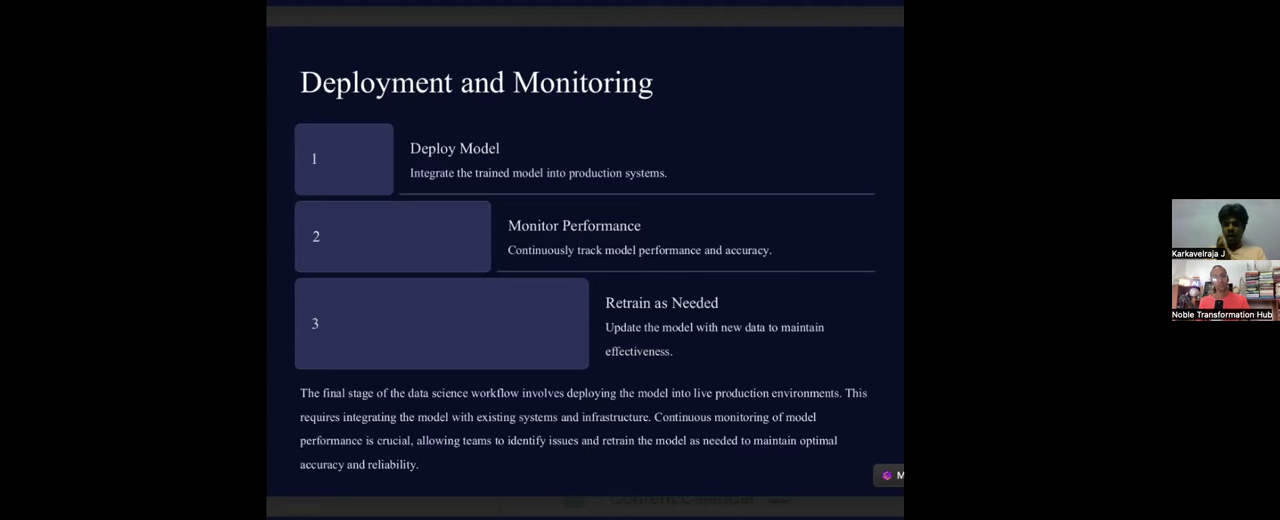 Deployment and Monitoring
1
Deploy Model
Integrate the trained model into production systems.
2
Monitor Performance
Continuously track model performance and accuracy.
3
Retrain as Needed
Update the model with new data to maintain
effectiveness.
The final stage of the data science workflow involves deploying the model into live production environments. This
requires integrating the model with existing systems and infrastructure. Continuous monitoring of model
performance is crucial, allowing teams to identify issues and retrain the model as needed to maintain optimal
accuracy and reliability.
M
Content Calendar
Karkavelraja J
Noble Transformation Hub